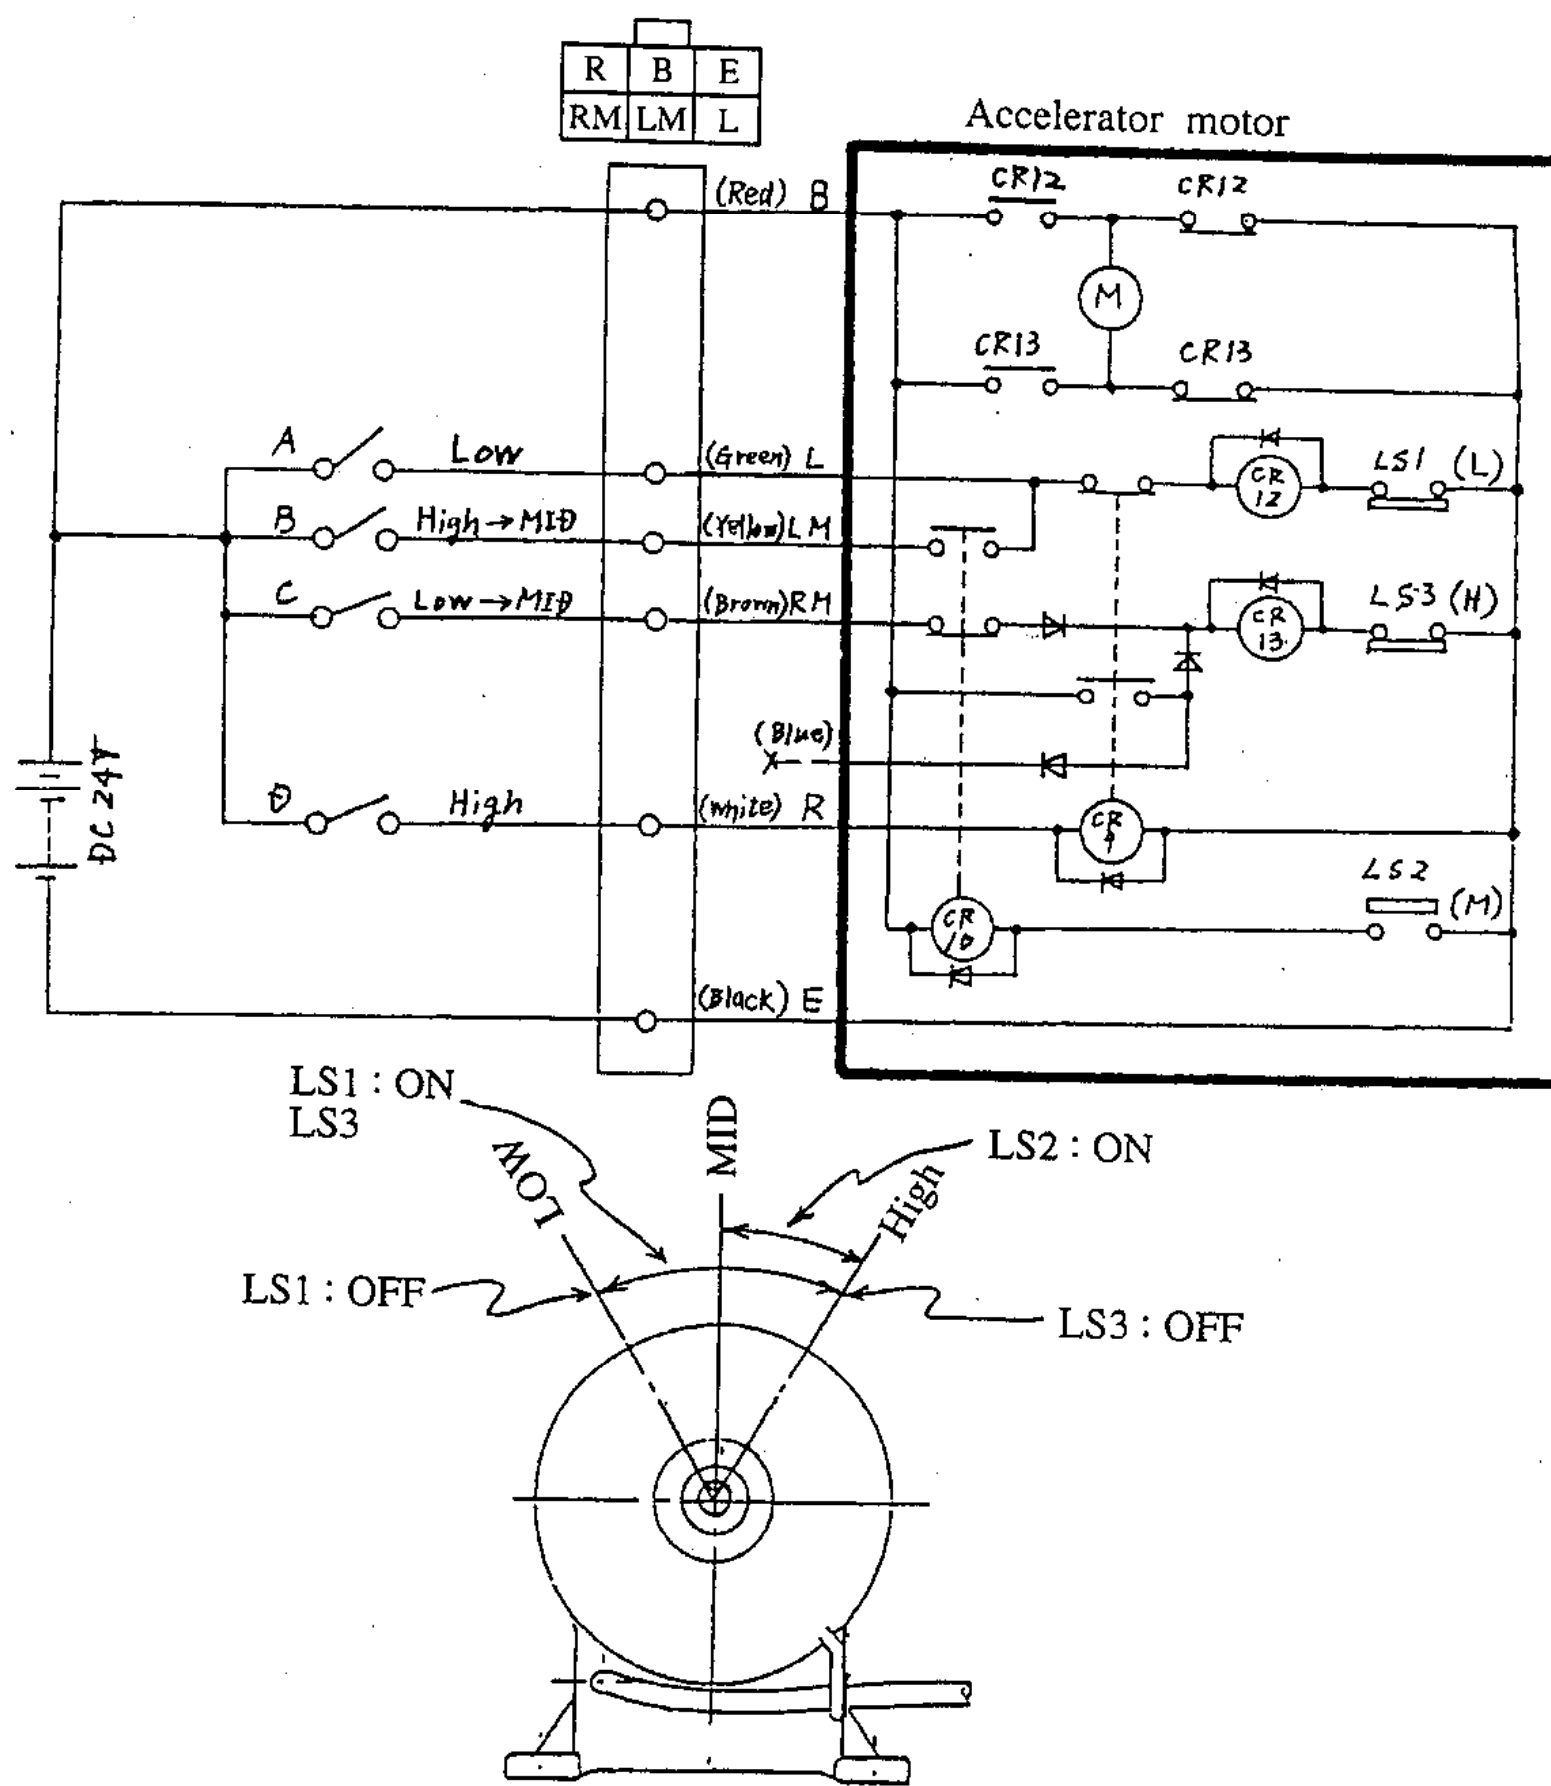 R B E
RM LM L
Accelerator motor
(Red) B
CR12 CR12
M
CR13 CR13
A Low (Green) L
CR 12
LS1 (L)
B High→MID (Yellow) LM
C Low→MID (Brown) RM
CR 13
LS3 (H)
(Blue)
DC 24V
D High (White) R
CR 9
LS2 (M)
CR 10
(Black) E
LS1 : ON
LS3
LOW
MID
High
LS2 : ON
LS1 : OFF
LS3 : OFF